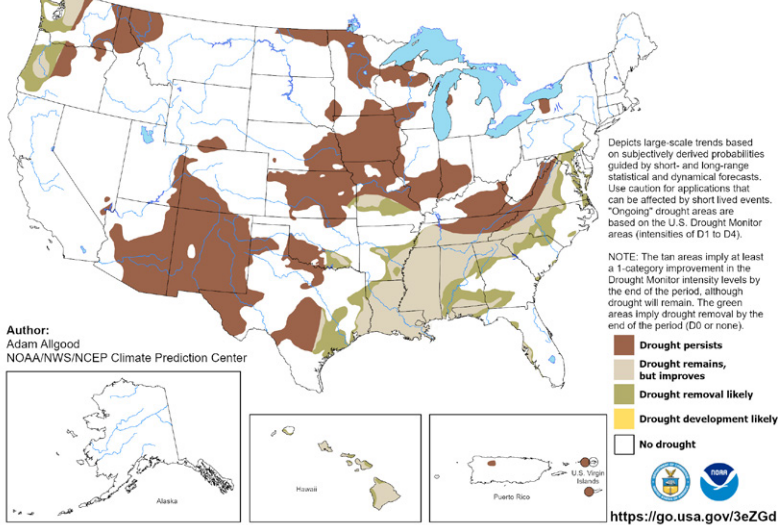 Depicts large-scale trends based
on subjectively derived probabilities
guided by short- and long-range
statistical and dynamical forecasts.
Use caution for applications that
can be affected by short lived events.
"Ongoing" drought areas are
based on the U.S. Drought Monitor
areas (intensities of D1 to D4).
NOTE: The tan areas imply at least
a 1-category improvement in the
Drought Monitor intensity levels by
the end of the period, although
drought will remain. The green
areas imply drought removal by the
end of the period (D0 or none).
Author:
Adam Allgood
NOAA/NWS/NCEP Climate Prediction Center
Drought persists
Drought remains,
but improves
Drought removal likely
Drought development likely
No drought
Alaska
Hawaii
Puerto Rico
U.S. Virgin
Islands
NOAA
https://go.usa.gov/3eZGd